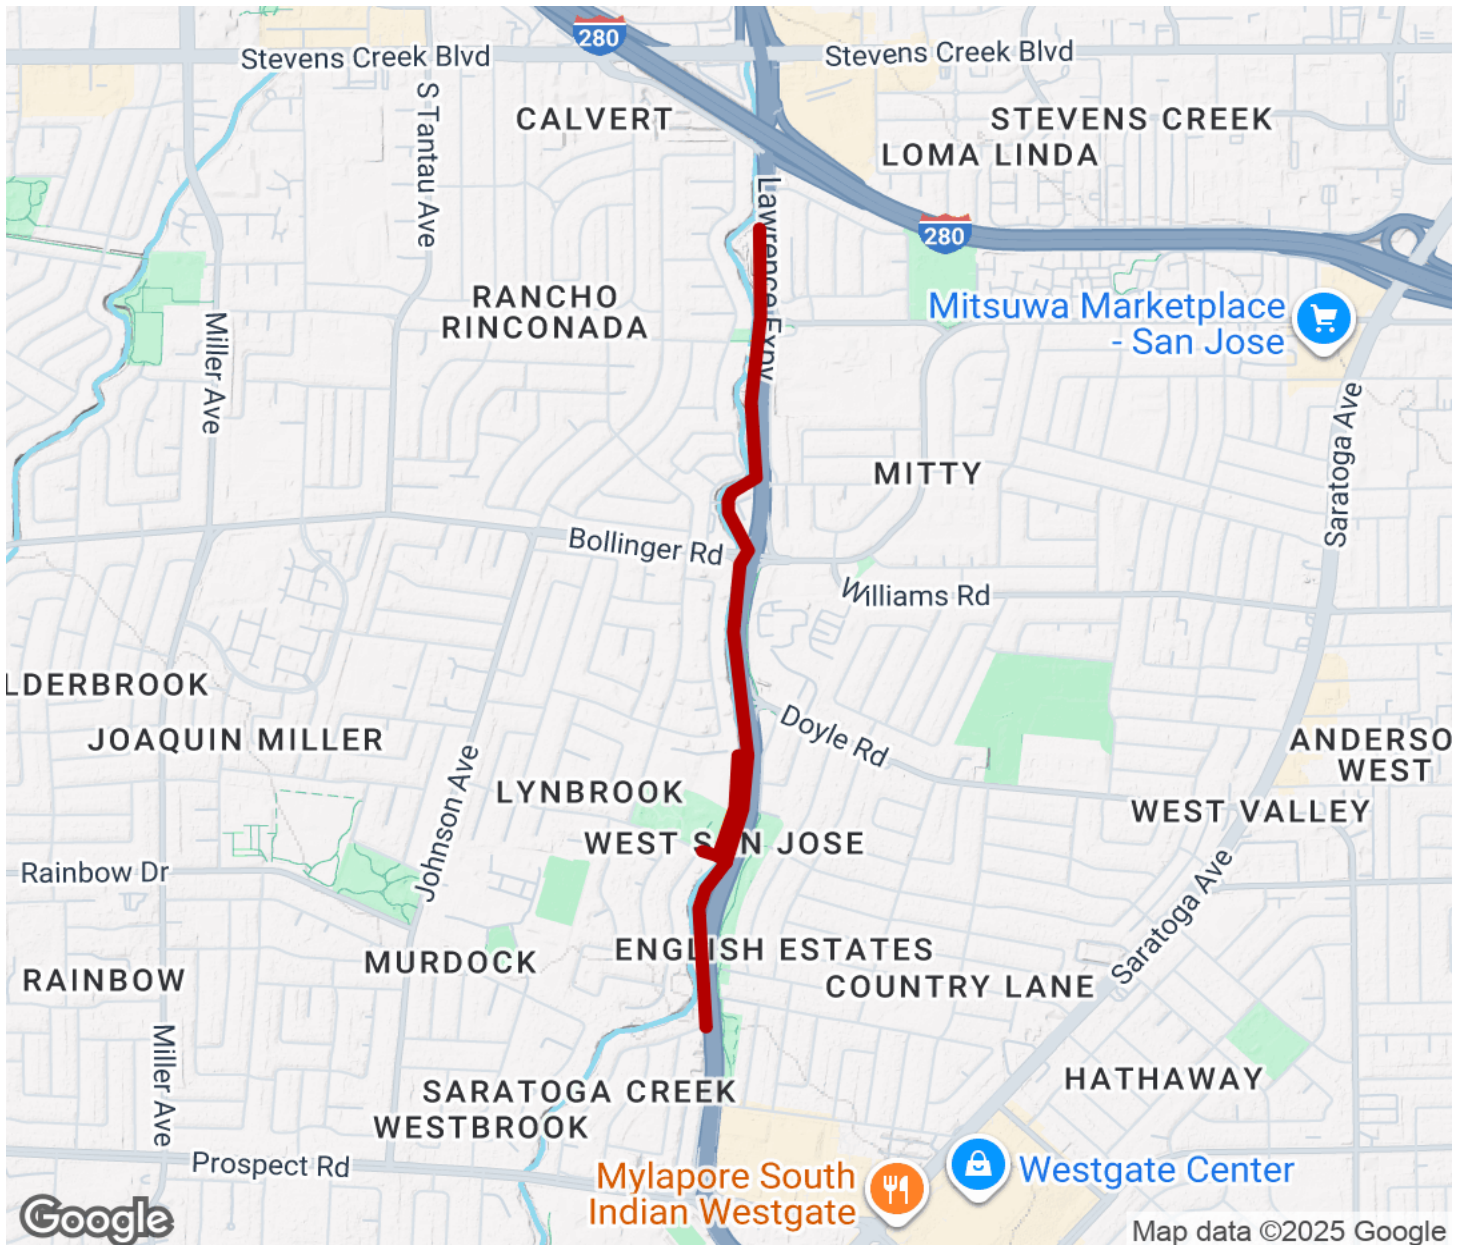 280
Stevens Creek Blvd
Stevens Creek Blvd
S Tantau Ave
CALVERT
STEVENS CREEK
LOMA LINDA
Lawrence Expy
280
RANCHO
RINCONADA
Miller Ave
Mitsuwa Marketplace
- San Jose
Saratoga Ave
MITTY
Bollinger Rd
Williams Rd
LDERBROOK
JOAQUIN MILLER
Doyle Rd
ANDERSO
WEST
Johnson Ave
LYNBROOK
WEST VALLEY
WEST S N JOSE
Rainbow Dr
Saratoga Ave
ENGLISH ESTATES
MURDOCK
RAINBOW
COUNTRY LANE
Miller Ave
HATHAWAY
SARATOGA CREEK
WESTBROOK
Prospect Rd
Mylapore South
Indian Westgate
Westgate Center
Google
Map data ©2025 Google